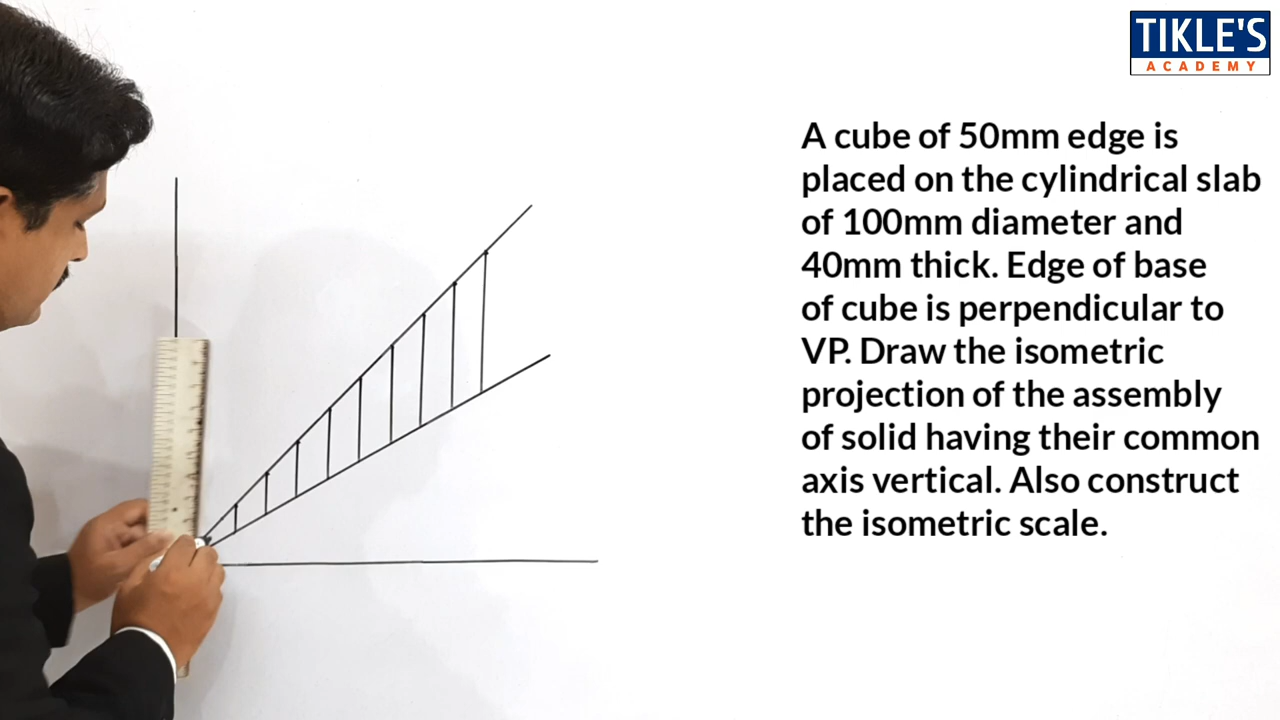 TIKLE'S
ACADEMY
A cube of 50mm edge is
placed on the cylindrical slab
of 100mm diameter and
40mm thick. Edge of base
of cube is perpendicular to
VP. Draw the isometric
projection of the assembly
of solid having their common
axis vertical. Also construct
the isometric scale.